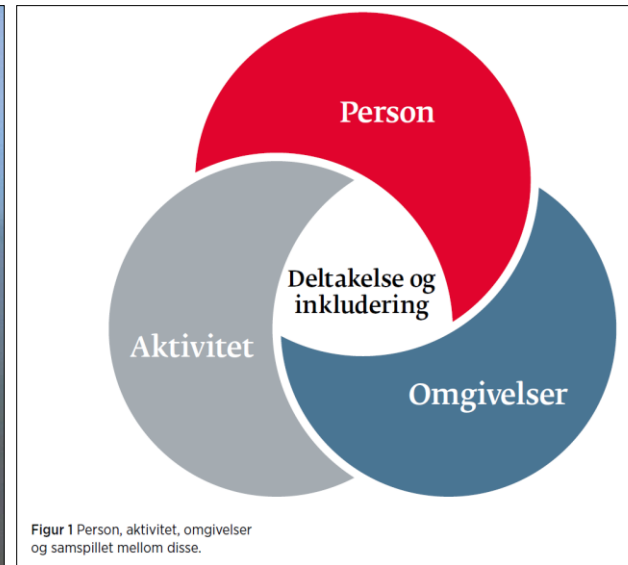 Person
Deltakelse og
inkludering
Aktivitet
Omgivelser
Figur 1 Person, aktivitet, omgivelser
og samspillet mellom disse.